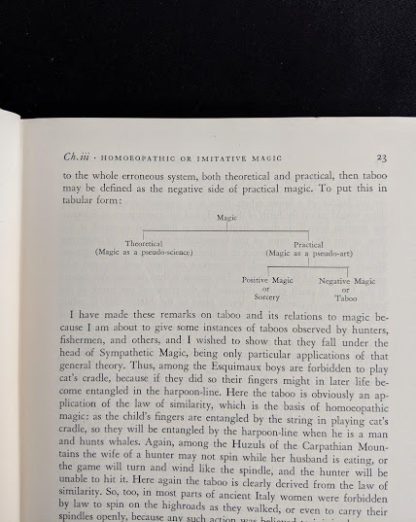 Ch.iii · HOMOEOPATHIC OR IMITATIVE MAGIC 23
to the whole erroneous system, both theoretical and practical, then taboo
may be defined as the negative side of practical magic. To put this in
tabular form:
Magic
Theoretical Practical
(Magic as a pseudo-science) (Magic as a pseudo-art)
Positive Magic Negative Magic
or or
Sorcery Taboo
I have made these remarks on taboo and its relations to magic be-
cause I am about to give some instances of taboos observed by hunters,
fishermen, and others, and I wished to show that they fall under the
head of Sympathetic Magic, being only particular applications of that
general theory. Thus, among the Esquimaux boys are forbidden to play
cat's cradle, because if they did so their fingers might in later life be-
come entangled in the harpoon-line. Here the taboo is obviously an ap-
plication of the law of similarity, which is the basis of homoeopathic
magic: as the child's fingers are entangled by the string in playing cat's
cradle, so they will be entangled by the harpoon-line when he is a man
and hunts whales. Again, among the Huzuls of the Carpathian Moun-
tains the wife of a hunter may not spin while her husband is eating, or
the game will turn and wind like the spindle, and the hunter will be
unable to hit it. Here again the taboo is clearly derived from the law of
similarity. So, too, in most parts of ancient Italy women were forbidden
by law to spin on the highroads as they walked, or even to carry their
spindles openly, because any such action was believed to